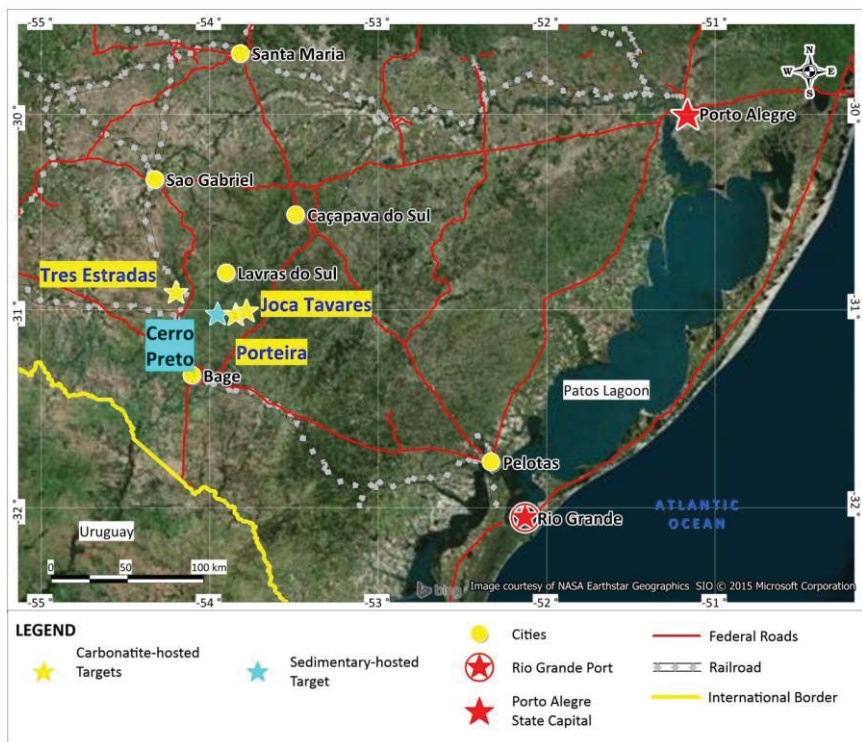 -55
-54
-53
-52
-51
N
W E
S
Santa Maria
-30°
-30°
Porto Alegre
Sao Gabriel
Caçapava do Sul
Tres Estradas
Lavras do Sul
Joca Tavares
-31°
-31°
Cerro
Preto
Porteira
Bage
Patos Lagoon
Pelotas
-32°
-32°
Rio Grande
ATLANTIC
OCEAN
Uruguay
0 50 100 km
bing
Image courtesy of NASA Earthstar Geographics SIO © 2015 Microsoft Corporation
-55
-54
-53
-52
-51
LEGEND
Carbonatite-hosted
Targets
Sedimentary-hosted
Target
Cities
Rio Grande Port
Porto Alegre
State Capital
Federal Roads
Railroad
International Border